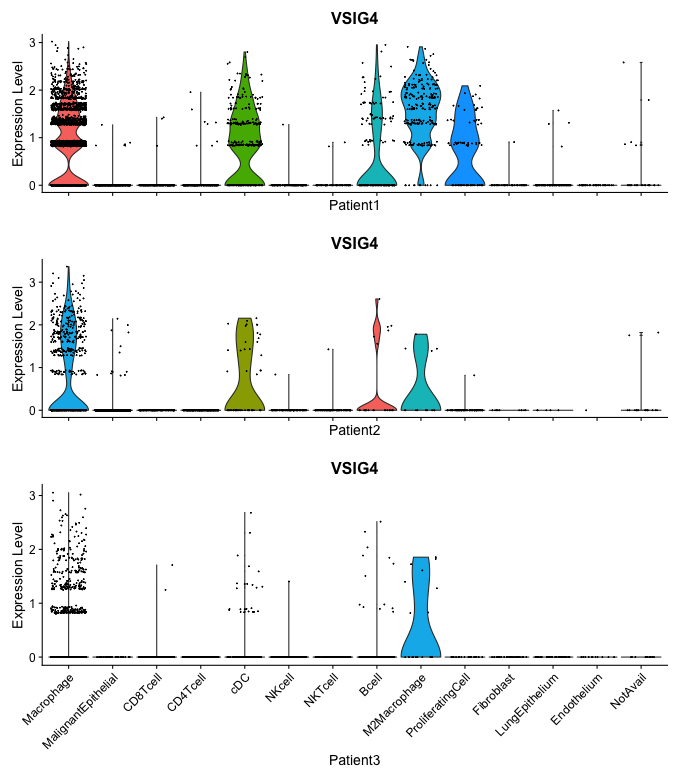 VSIG4
Expression Level
3
2
1
0
Patient1
VSIG4
Expression Level
3
2
1
0
Patient2
VSIG4
Expression Level
3
2
1
0
Macrophage
MalignantEpithelial
CD8Tcell
CD4Tcell
cDC
NKcell
NKTcell
Bcell
M2Macrophage
ProliferatingCell
Fibroblast
LungEpithelium
Endothelium
NotAvail
Patient3